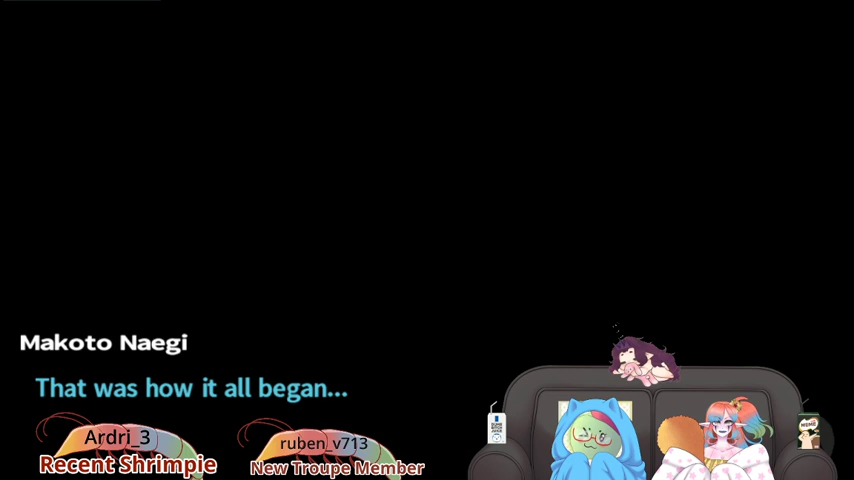 Makoto Naegi
That was how it all began...
Ardri_3
Recent Shrimpie
ruben_v713
New Troupe Member